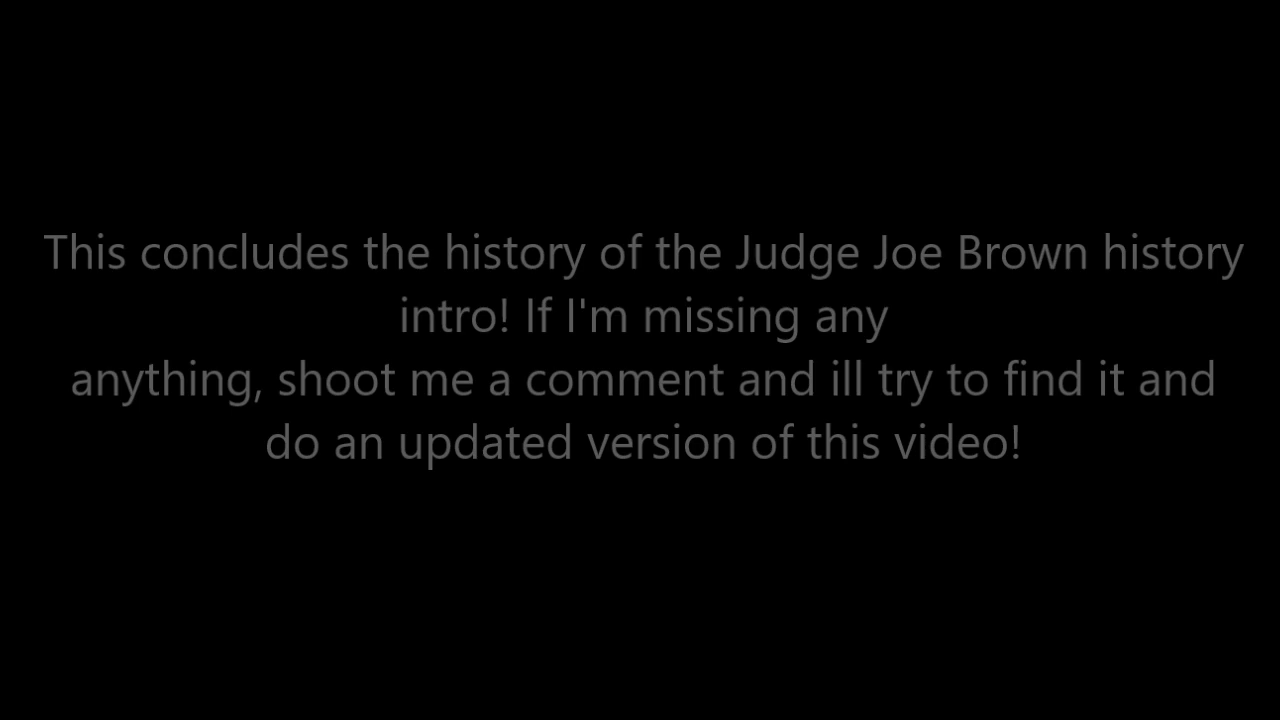 This concludes the history of the Judge Joe Brown history
intro! If I'm missing any
anything, shoot me a comment and ill try to find it and
do an updated version of this video!